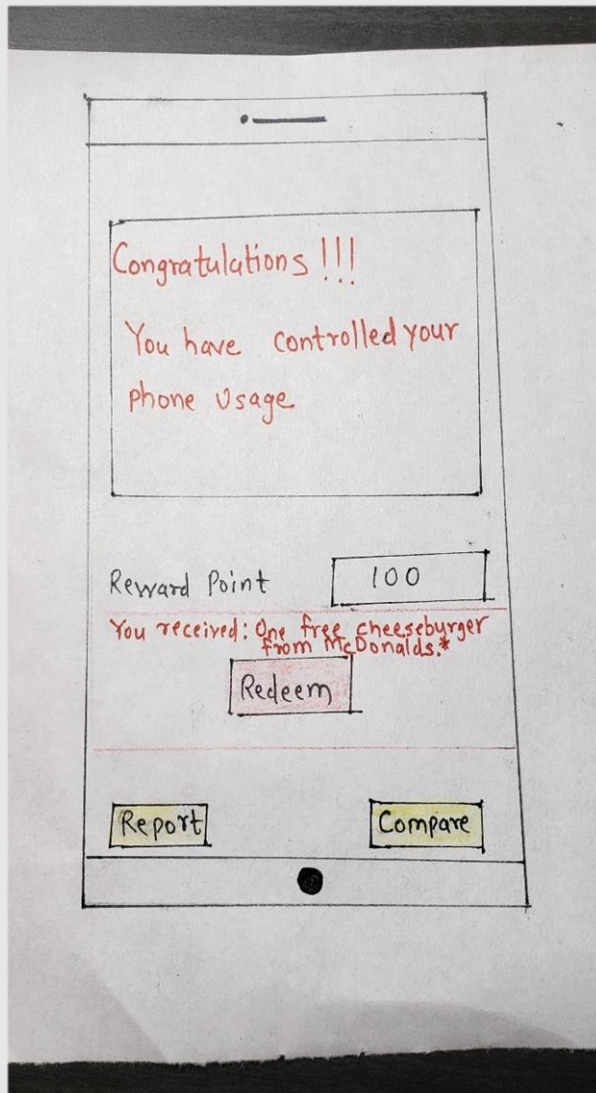 Congratulations !!!
You have controlled your
phone Usage
Reward Point 100
You received: One free cheeseburger
from McDonalds.*
Redeem
Report Compare